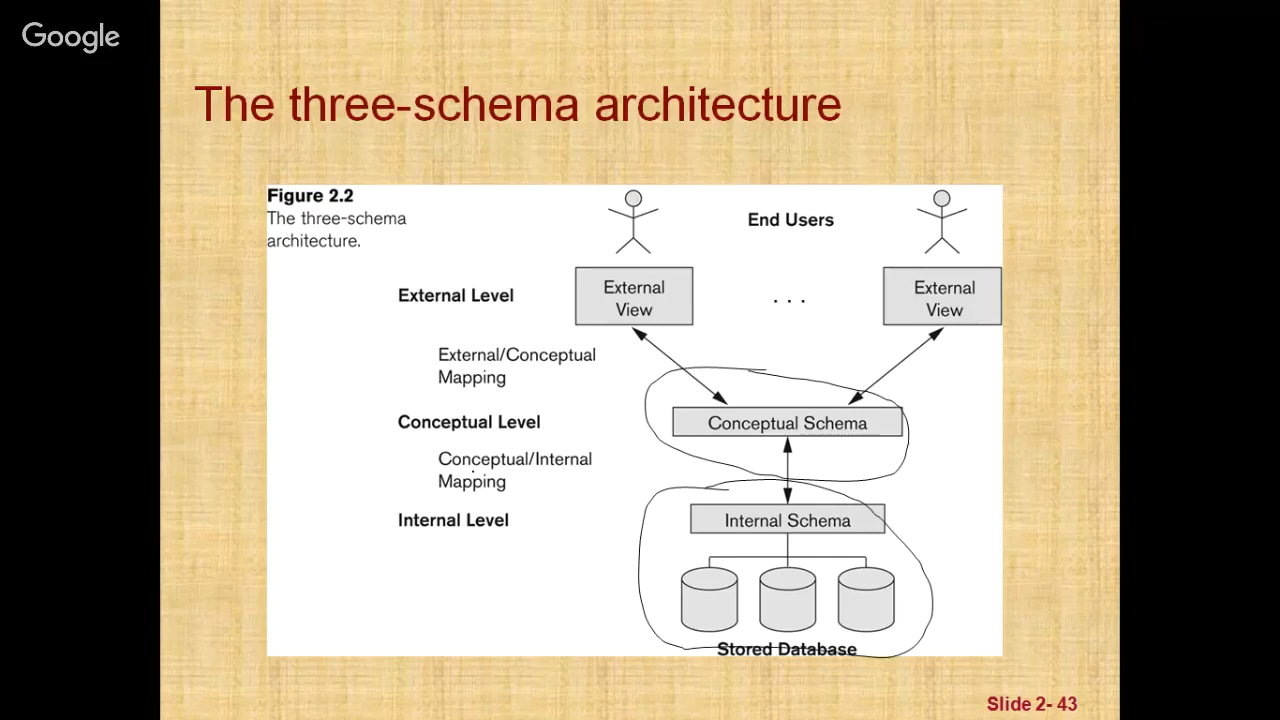 Google
The three-schema architecture
Figure 2.2
The three-schema
architecture.
End Users
External Level
External
View
. . .
External
View
External/Conceptual
Mapping
Conceptual Level
Conceptual Schema
Conceptual/Internal
Mapping
Internal Level
Internal Schema
Stored Database
Slide 2- 43